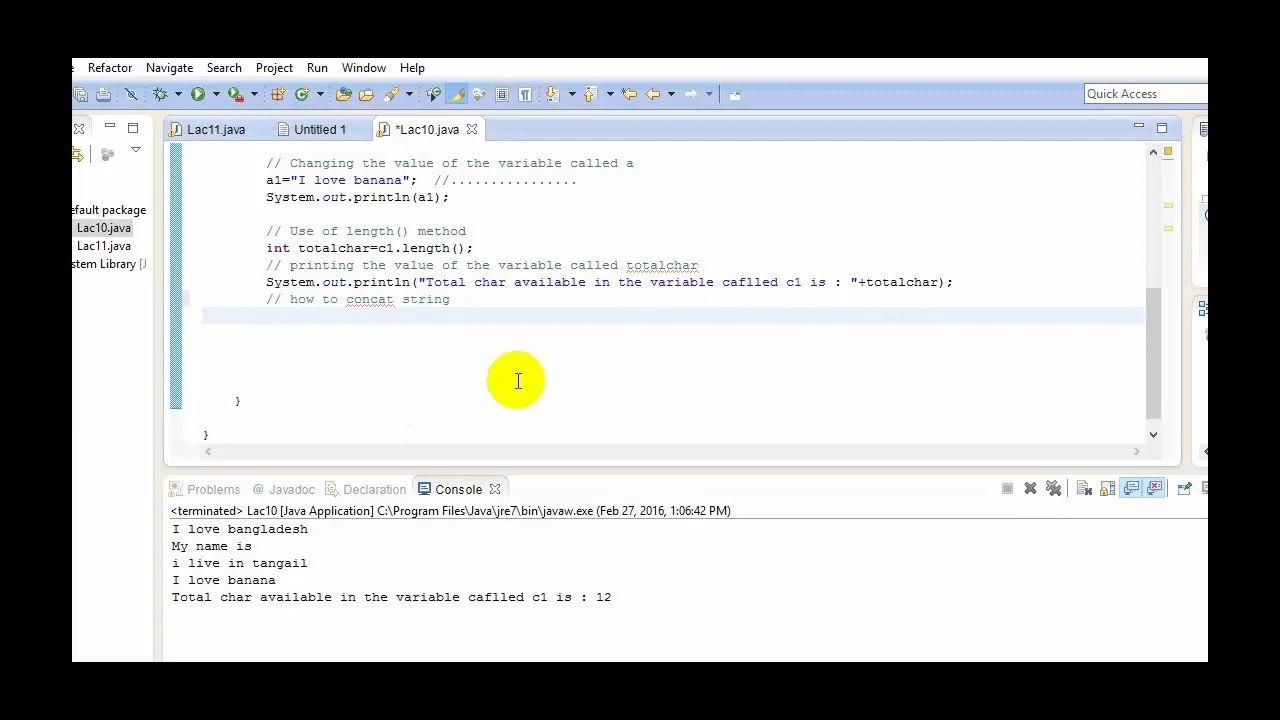 Refactor Navigate Search Project Run Window Help
Quick Access
Lac11.java Untitled 1 *Lac10.java
efault package
Lac10.java
Lac11.java
stem Library [J
// Changing the value of the variable called a
a1="I love banana"; //................
System.out.println(a1);
// Use of length() method
int totalchar=c1.length();
// printing the value of the variable called totalchar
System.out.println("Total char available in the variable caflled c1 is : "+totalchar);
// how to concat string
}
}
Problems @ Javadoc Declaration Console
<terminated> Lac10 [Java Application] C:\Program Files\Java\jre7\bin\javaw.exe (Feb 27, 2016, 1:06:42 PM)
I love bangladesh
My name is
i live in tangail
I love banana
Total char available in the variable caflled c1 is : 12